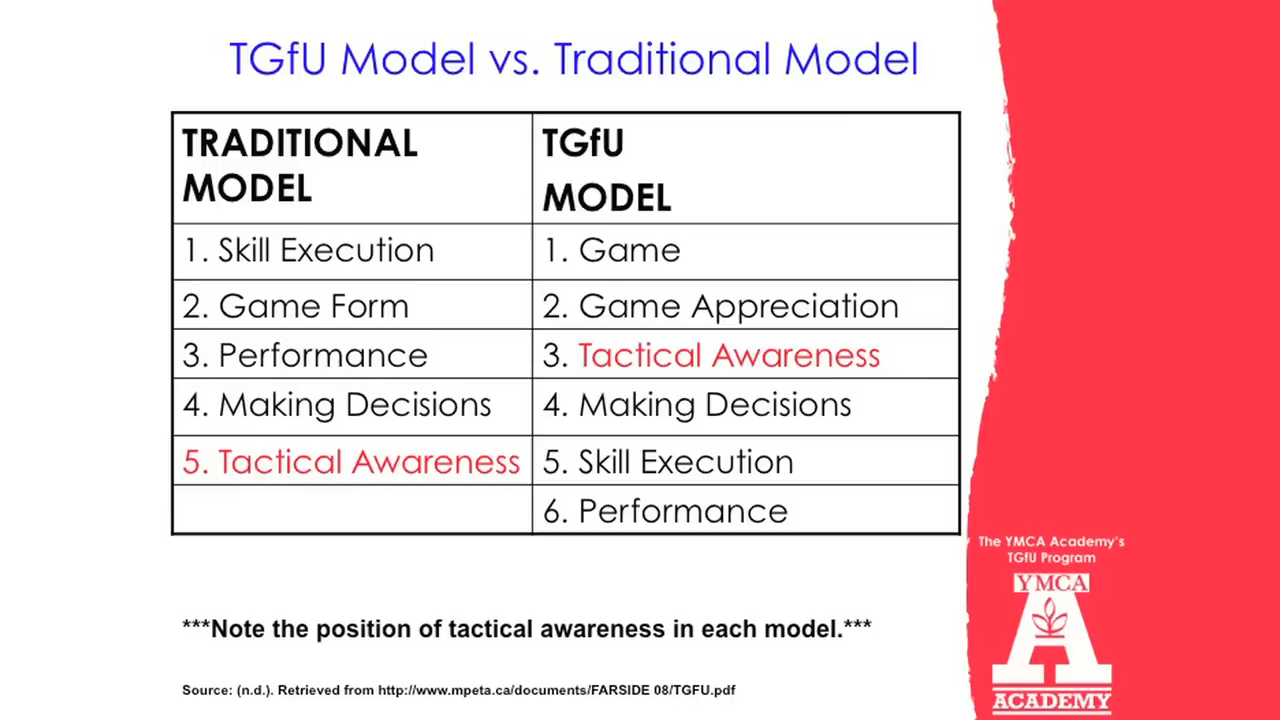 TGfU Model vs. Traditional Model
TRADITIONAL
MODEL
TGfU
MODEL
1. Skill Execution
1. Game
2. Game Form
2. Game Appreciation
3. Performance
3. Tactical Awareness
4. Making Decisions
4. Making Decisions
5. Tactical Awareness
5. Skill Execution
6. Performance
***Note the position of tactical awareness in each model.***
Source: (n.d.). Retrieved from http://www.mpeta.ca/documents/FARSIDE 08/TGFU.pdf
The YMCA Academy's
TGfU Program
YMCA
A
ACADEMY